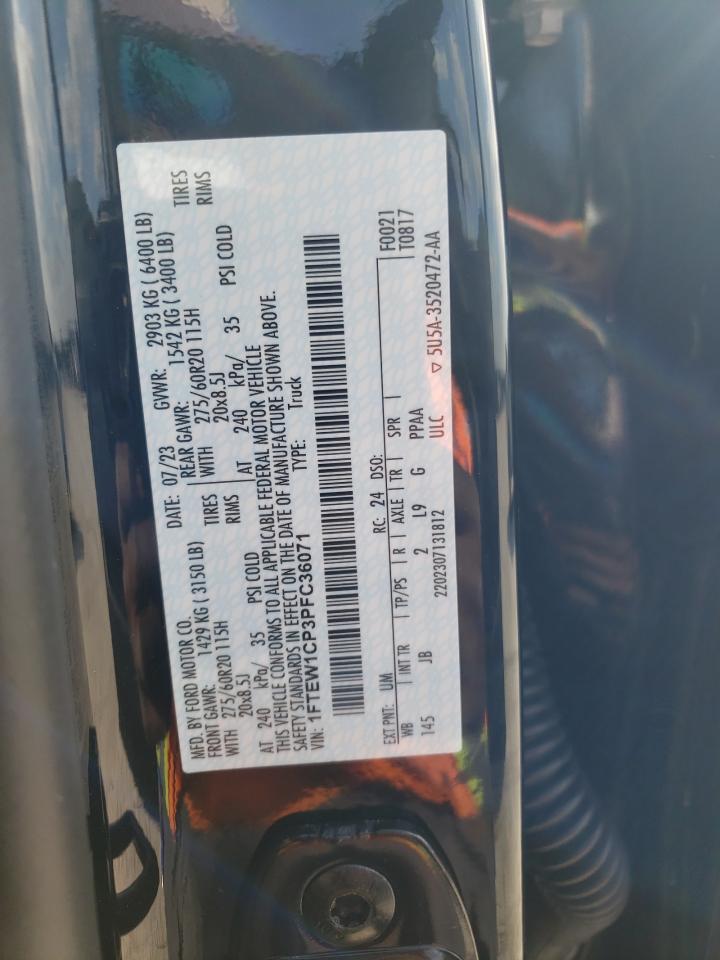 MFD. BY FORD MOTOR CO.
DATE: 07/23 GVWR: 2903 KG ( 6400 LB)
FRONT GAWR: 1429 KG ( 3150 LB) REAR GAWR: 1542 KG ( 3400 LB)
WITH 275/60R20 115H TIRES WITH 275/60R20 115H TIRES
20x8.5J RIMS 20x8.5J RIMS
AT 240 kPa/ 35 PSI COLD AT 240 kPa/ 35 PSI COLD
THIS VEHICLE CONFORMS TO ALL APPLICABLE FEDERAL MOTOR VEHICLE
SAFETY STANDARDS IN EFFECT ON THE DATE OF MANUFACTURE SHOWN ABOVE.
VIN: 1FTEW1CP3PFC36071 TYPE: Truck
EXT PNT: UM RC: 24 DSO: F0021
WB INT TR TP/PS R AXLE TR SPR T0817
145 JB 2 L9 G PPAA
2202307131812 ULC ▽ 5U5A-3520472-AA